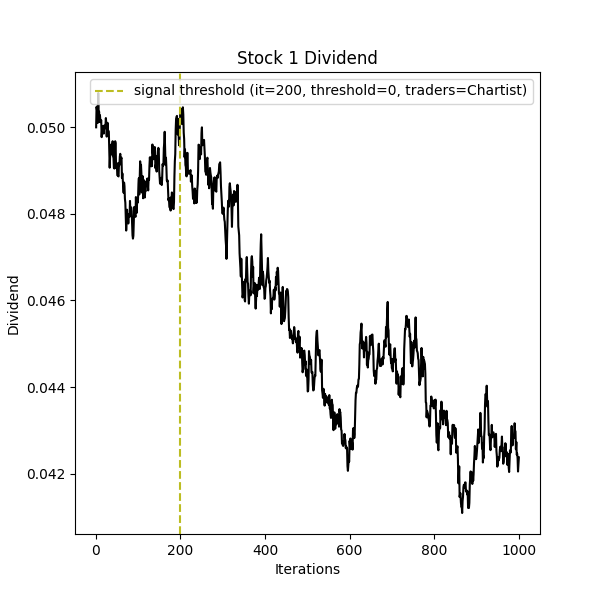 Stock 1 Dividend
signal threshold (it=200, threshold=0, traders=Chartist)
0.050
0.048
0.046
0.044
0.042
Dividend
0 200 400 600 800 1000
Iterations